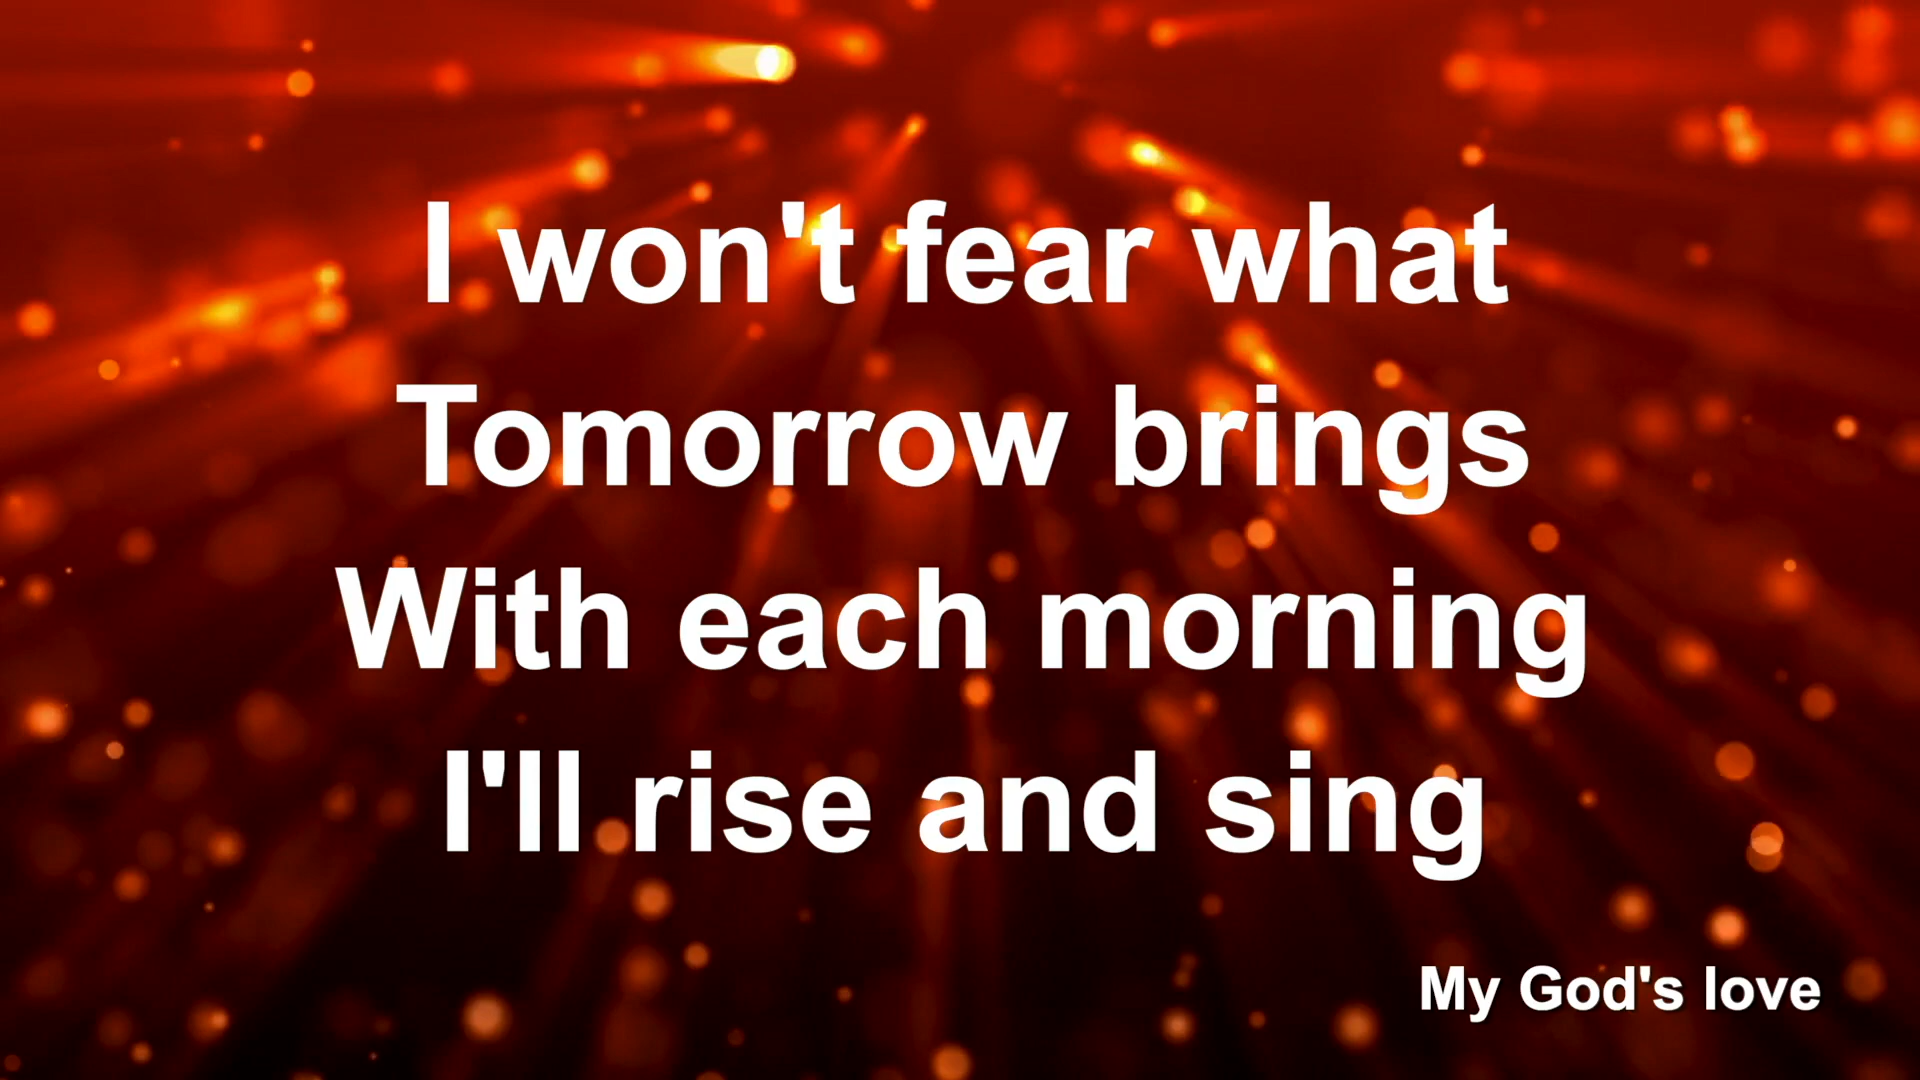 I won't fear what
Tomorrow brings
With each morning
I'll rise and sing
My God's love